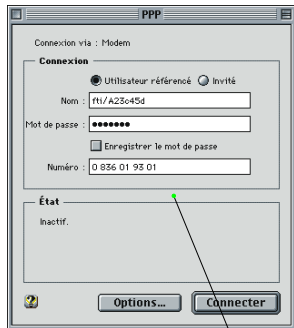 PPP
Connexion via : Modem
Connexion
Utilisateur référencé Invité
Nom : fti/A23c45d
Mot de passe : •••••••
Enregistrer le mot de passe
Numéro : 0 836 01 93 01
État
Inactif.
Options... Connecter